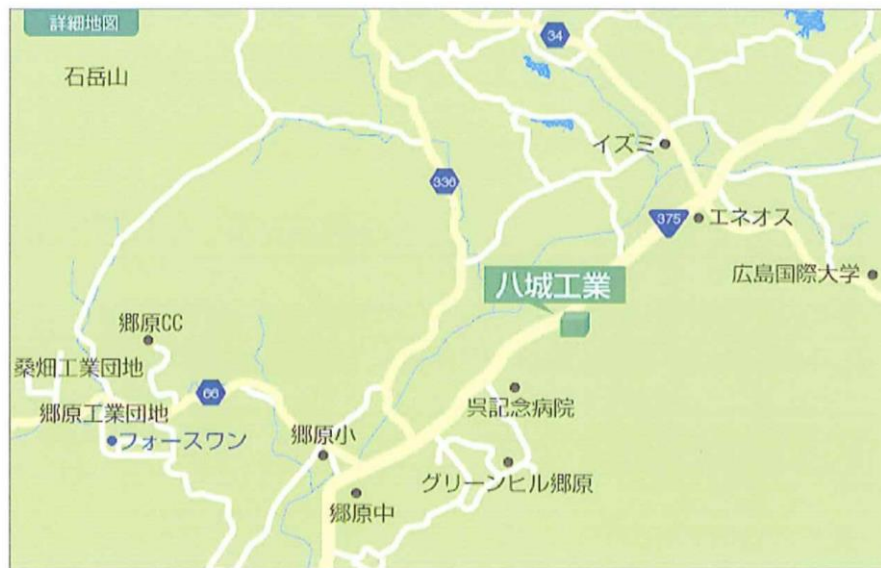 詳細地図
石岳山
34
イズミ
336
375
エネオス
広島国際大学
八城工業
郷原CC
桑畑工業団地
66
郷原工業団地
呉記念病院
フォースワン
郷原小
グリーンヒル郷原
郷原中